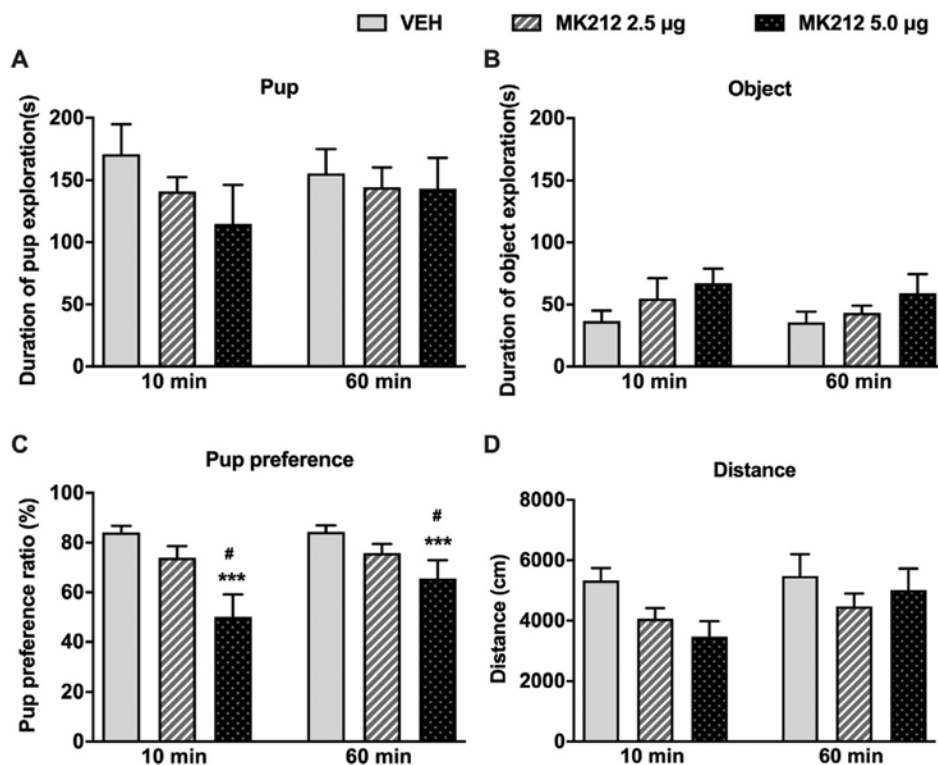 VEH MK212 2.5 µg MK212 5.0 µg
A
Pup
Duration of pup exploration(s)
200
150
100
50
0
10 min 60 min
B
Object
Duration of object exploration(s)
200
150
100
50
0
10 min 60 min
C
Pup preference
Pup preference ratio (%)
100
80
60
40
20
0
#
***
#
***
10 min 60 min
D
Distance
Distance (cm)
8000
6000
4000
2000
0
10 min 60 min